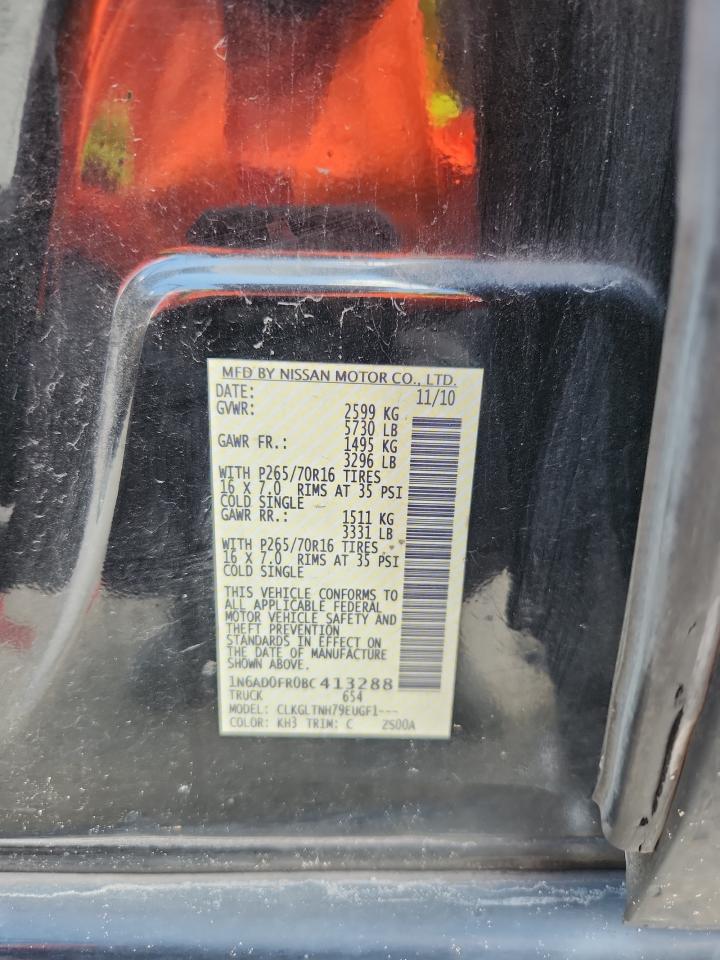 MFD BY NISSAN MOTOR CO., LTD.
DATE: 11/10
GVWR: 2599 KG
5730 LB
GAWR FR.: 1495 KG
3296 LB
WITH P265/70R16 TIRES
16 X 7.0 RIMS AT 35 PSI
COLD SINGLE
GAWR RR.: 1511 KG
3331 LB
WITH P265/70R16 TIRES
16 X 7.0 RIMS AT 35 PSI
COLD SINGLE
THIS VEHICLE CONFORMS TO
ALL APPLICABLE FEDERAL
MOTOR VEHICLE SAFETY AND
THEFT PREVENTION
STANDARDS IN EFFECT ON
THE DATE OF MANUFACTURE
SHOWN ABOVE.
1N6AD0FR0BC413288
TRUCK 654
MODEL: CLKGLTNH79EUGF1---
COLOR: KH3 TRIM: C ZS00A